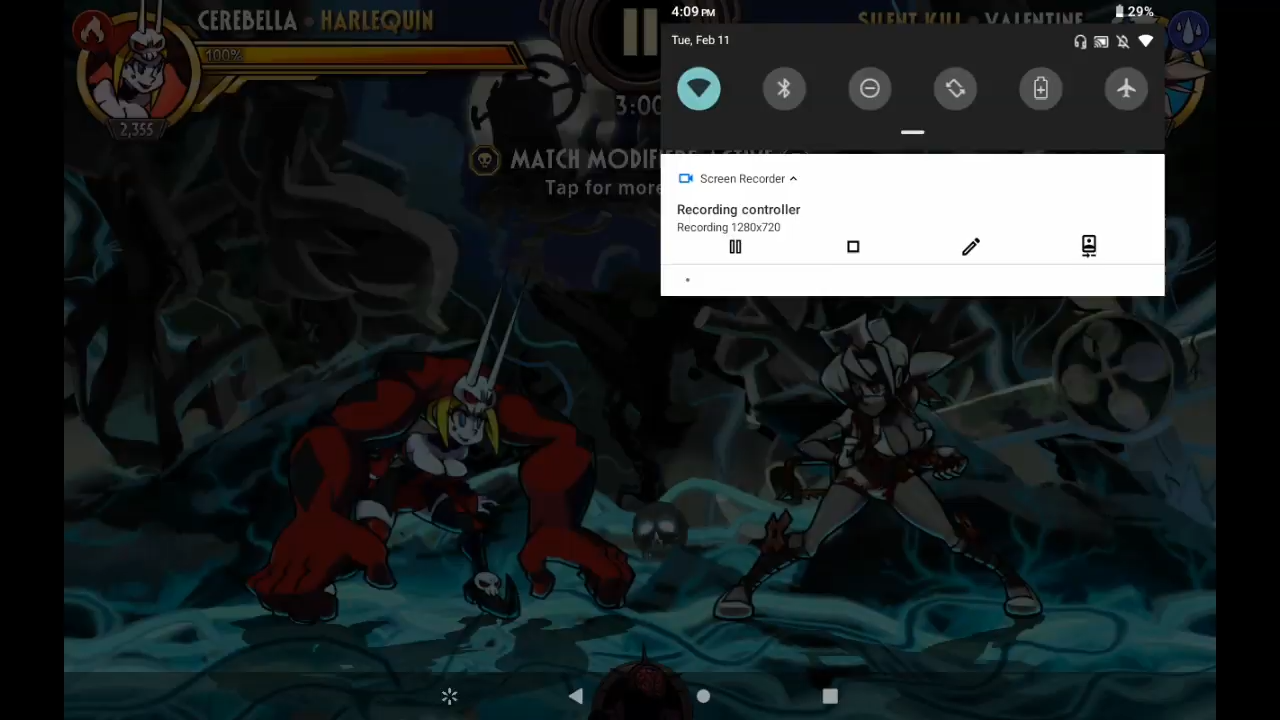 CEREBELLA • HARLEQUIN
100%
2,355
3:00
MATCH MODIFIERS ACTIVE
Tap for more
SILENT KILL • VALENTINE
4:09 PM
29%
Tue, Feb 11
Screen Recorder
Recording controller
Recording 1280x720